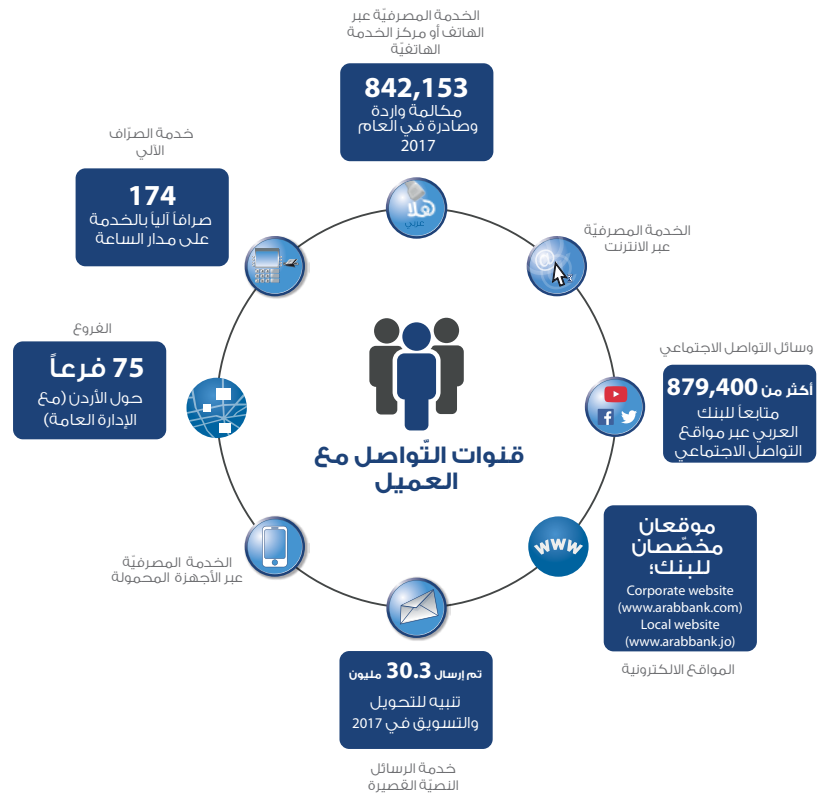 الخدمة المصرفيّة عبر
الهاتف أو مركز الخدمة
الهاتفيّة
842,153
مكالمة واردة
وصادرة في العام
2017
هلا
عربي
خدمة الصرّاف
الآلي
174
صرافاً آلياً بالخدمة
على مدار الساعة
الخدمة المصرفيّة
عبر الانترنت
@
الفروع
75 فرعاً
حول الأردن (مع
الإدارة العامة)
وسائل التواصل الاجتماعي
أكثر من 879,400
متابعاً للبنك
العربي عبر مواقع
التواصل الاجتماعي
قنوات التّواصل مع
العميل
www
موقعان
مخصّصان
للبنك؛
Corporate website
(www.arabbank.com)
Local website
(www.arabbank.jo)
المواقع الالكترونية
الخدمة المصرفيّة
عبر الأجهزة المحمولة
تم إرسال 30.3 مليون
تنبيه للتحويل
والتسويق في 2017
خدمة الرسائل
النصيّة القصيرة